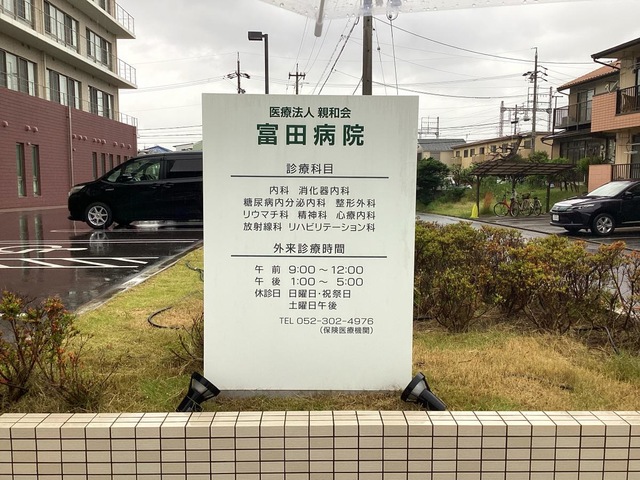 医療法人 親和会
富田病院
診療科目
内科 消化器内科
糖尿病内分泌内科 整形外科
リウマチ科 精神科 心療内科
放射線科 リハビリテーション科
外来診療時間
午前 9:00～12:00
午後 1:00～ 5:00
休診日 日曜日・祝祭日
土曜日午後
TEL 052-302-4976
(保険医療機関)